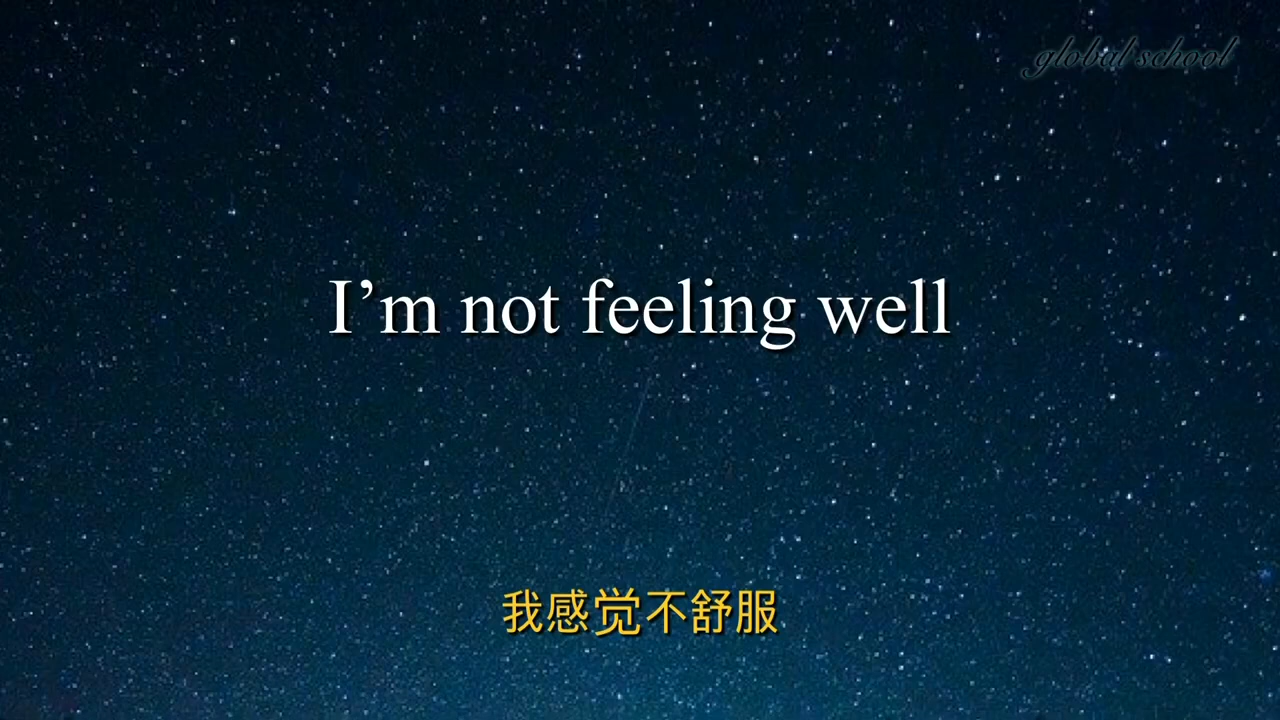 global school
I’m not feeling well
我感觉不舒服